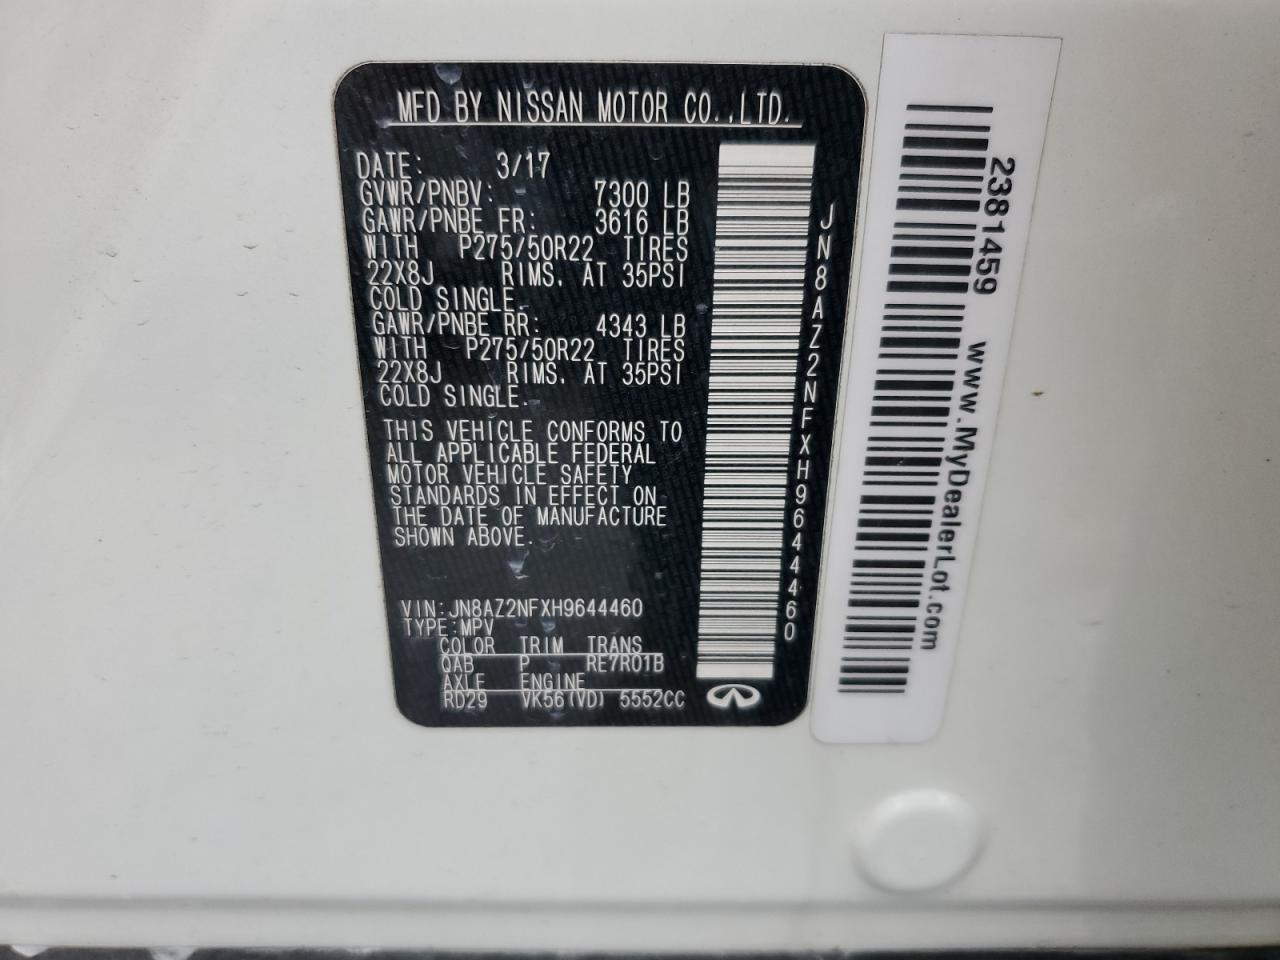 MFD BY NISSAN MOTOR CO.,LTD.
DATE: 3/17
GVWR/PNBV: 7300 LB
GAWR/PNBE FR: 3616 LB
WITH P275/50R22 TIRES
22X8J RIMS. AT 35PSI
COLD SINGLE.
GAWR/PNBE RR: 4343 LB
WITH P275/50R22 TIRES
22X8J RIMS. AT 35PSI
COLD SINGLE.
THIS VEHICLE CONFORMS TO
ALL APPLICABLE FEDERAL
MOTOR VEHICLE SAFETY
STANDARDS IN EFFECT ON
THE DATE OF MANUFACTURE
SHOWN ABOVE.
VIN:JN8AZ2NFXH9644460
TYPE:MPV
COLOR TRIM TRANS
QAB P RE7R01B
AXLE ENGINE
RD29 VK56(VD) 5552CC
JN8AZ2NFXH9644460
2381459 www.MyDealerLot.com